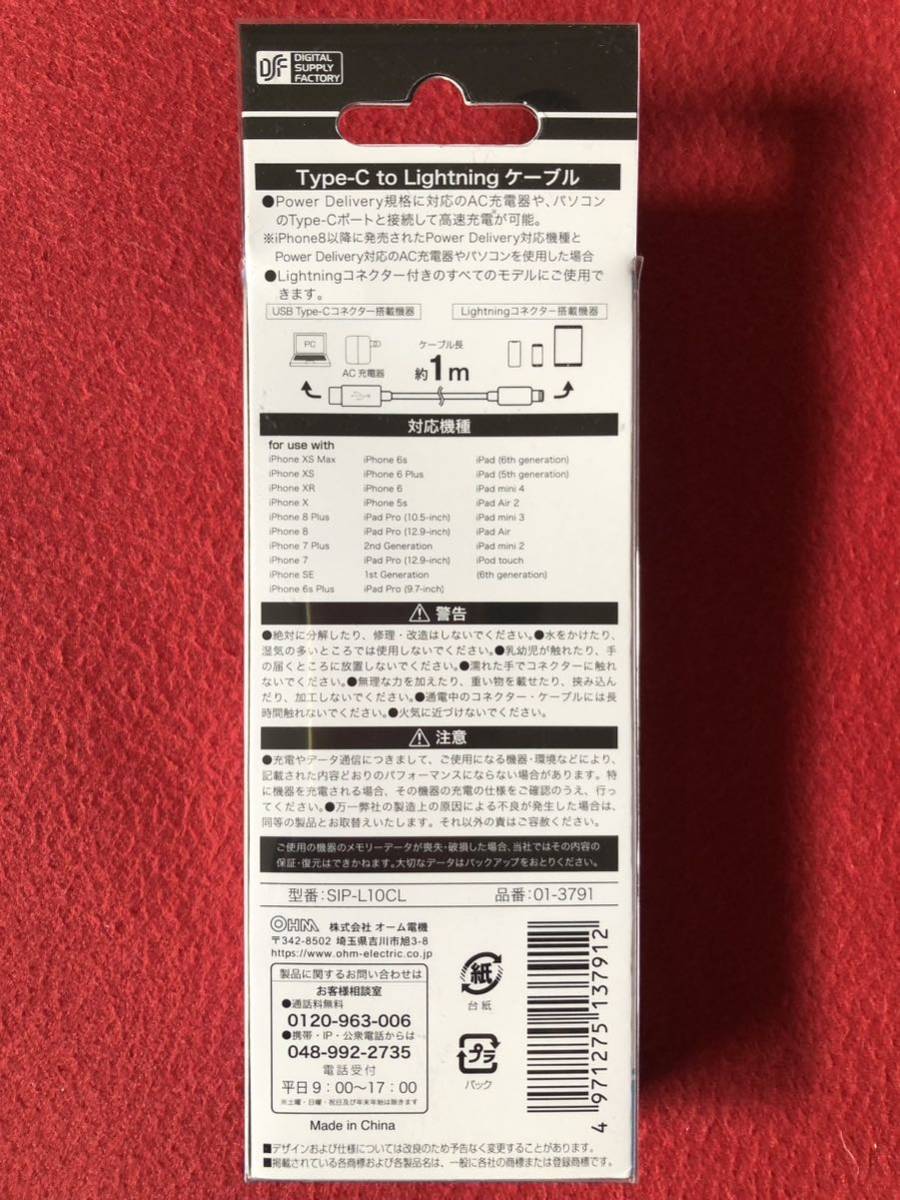 DSF DIGITAL SUPPLY FACTORY
Type-C to Lightning ケーブル
●Power Delivery規格に対応のAC充電器や、パソコン
のType-Cポートと接続して高速充電※が可能。
※iPhone8以降に発売されたPower Delivery対応機種と
Power Delivery対応のAC充電器やパソコンを使用した場合
●Lightningコネクター付きのすべてのモデルにご使用で
きます。
USB Type-Cコネクター搭載機器 Lightningコネクター搭載機器
PC
AC充電器
ケーブル長
約1m
対応機種
for use with
iPhone XS Max
iPhone XS
iPhone XR
iPhone X
iPhone 8 Plus
iPhone 8
iPhone 7 Plus
iPhone 7
iPhone SE
iPhone 6s Plus
iPhone 6s
iPhone 6 Plus
iPhone 6
iPhone 5s
iPad Pro (10.5-inch)
iPad Pro (12.9-inch)
2nd Generation
iPad Pro (12.9-inch)
1st Generation
iPad Pro (9.7-inch)
iPad (6th generation)
iPad (5th generation)
iPad mini 4
iPad Air 2
iPad mini 3
iPad Air
iPad mini 2
iPod touch
(6th generation)
⚠警告
●絶対に分解したり、修理・改造はしないでください。●水をかけたり、
湿気の多いところでは使用しないでください。●乳幼児が触れたり、手
の届くところに放置しないでください。●濡れた手でコネクターに触れ
ないでください。●無理な力を加えたり、重い物を載せたり、挟み込ん
だり、加工しないでください。●通電中のコネクター・ケーブルには長
時間触れないでください。●火気に近づけないでください。
⚠注意
●充電やデータ通信につきまして、ご使用になる機器・環境などにより、
記載された内容どおりのパフォーマンスにならない場合があります。特
に機器を充電される場合、その機器の充電の仕様をご確認のうえ、行っ
てください。●万一弊社の製造上の原因による不良が発生した場合は、
同等の製品とお取替えいたします。それ以外の責はご容赦ください。
ご使用の機器のメモリーデータが喪失・破損した場合、当社ではその内容の
保証・復元はできかねます。大切なデータはバックアップをおとりください。
型番：SIP-L10CL 品番：01-3791
OHM 株式会社 オーム電機
〒342-8502 埼玉県吉川市旭3-8
https://www.ohm-electric.co.jp
製品に関するお問い合わせは
お客様相談室
●通話料無料
0120-963-006
●携帯・IP・公衆電話からは
048-992-2735
電話受付
平日9：00〜17：00
※土曜・日曜・祝日及び年末年始は除きます
Made in China
紙
台紙
プラ
パック
4 971275 137912
■デザインおよび仕様については改良のため予告なく変更することがあります。
■掲載されている各商標および各製品名は、一般に各社の商標または登録商標です。